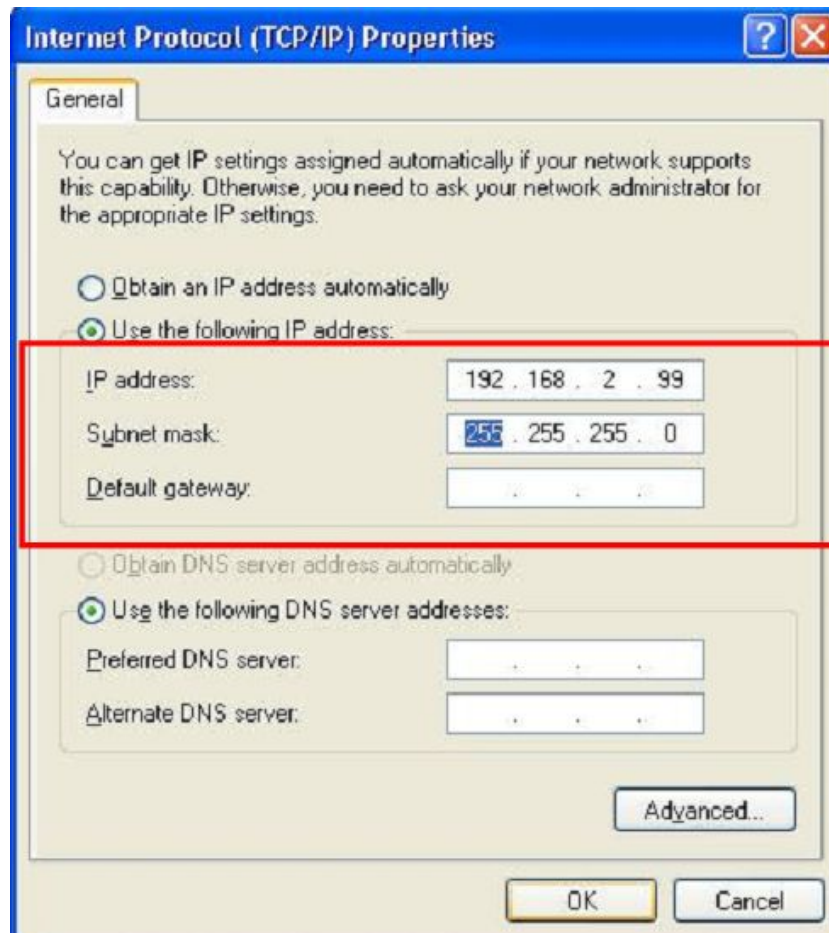 Internet Protocol (TCP/IP) Properties
General
You can get IP settings assigned automatically if your network supports
this capability. Otherwise, you need to ask your network administrator for
the appropriate IP settings.
Obtain an IP address automatically
Use the following IP address:
IP address: 192 . 168 . 2 . 99
Subnet mask: 255 . 255 . 255 . 0
Default gateway: . . .
Obtain DNS server address automatically
Use the following DNS server addresses:
Preferred DNS server: . . .
Alternate DNS server: . . .
Advanced...
OK Cancel